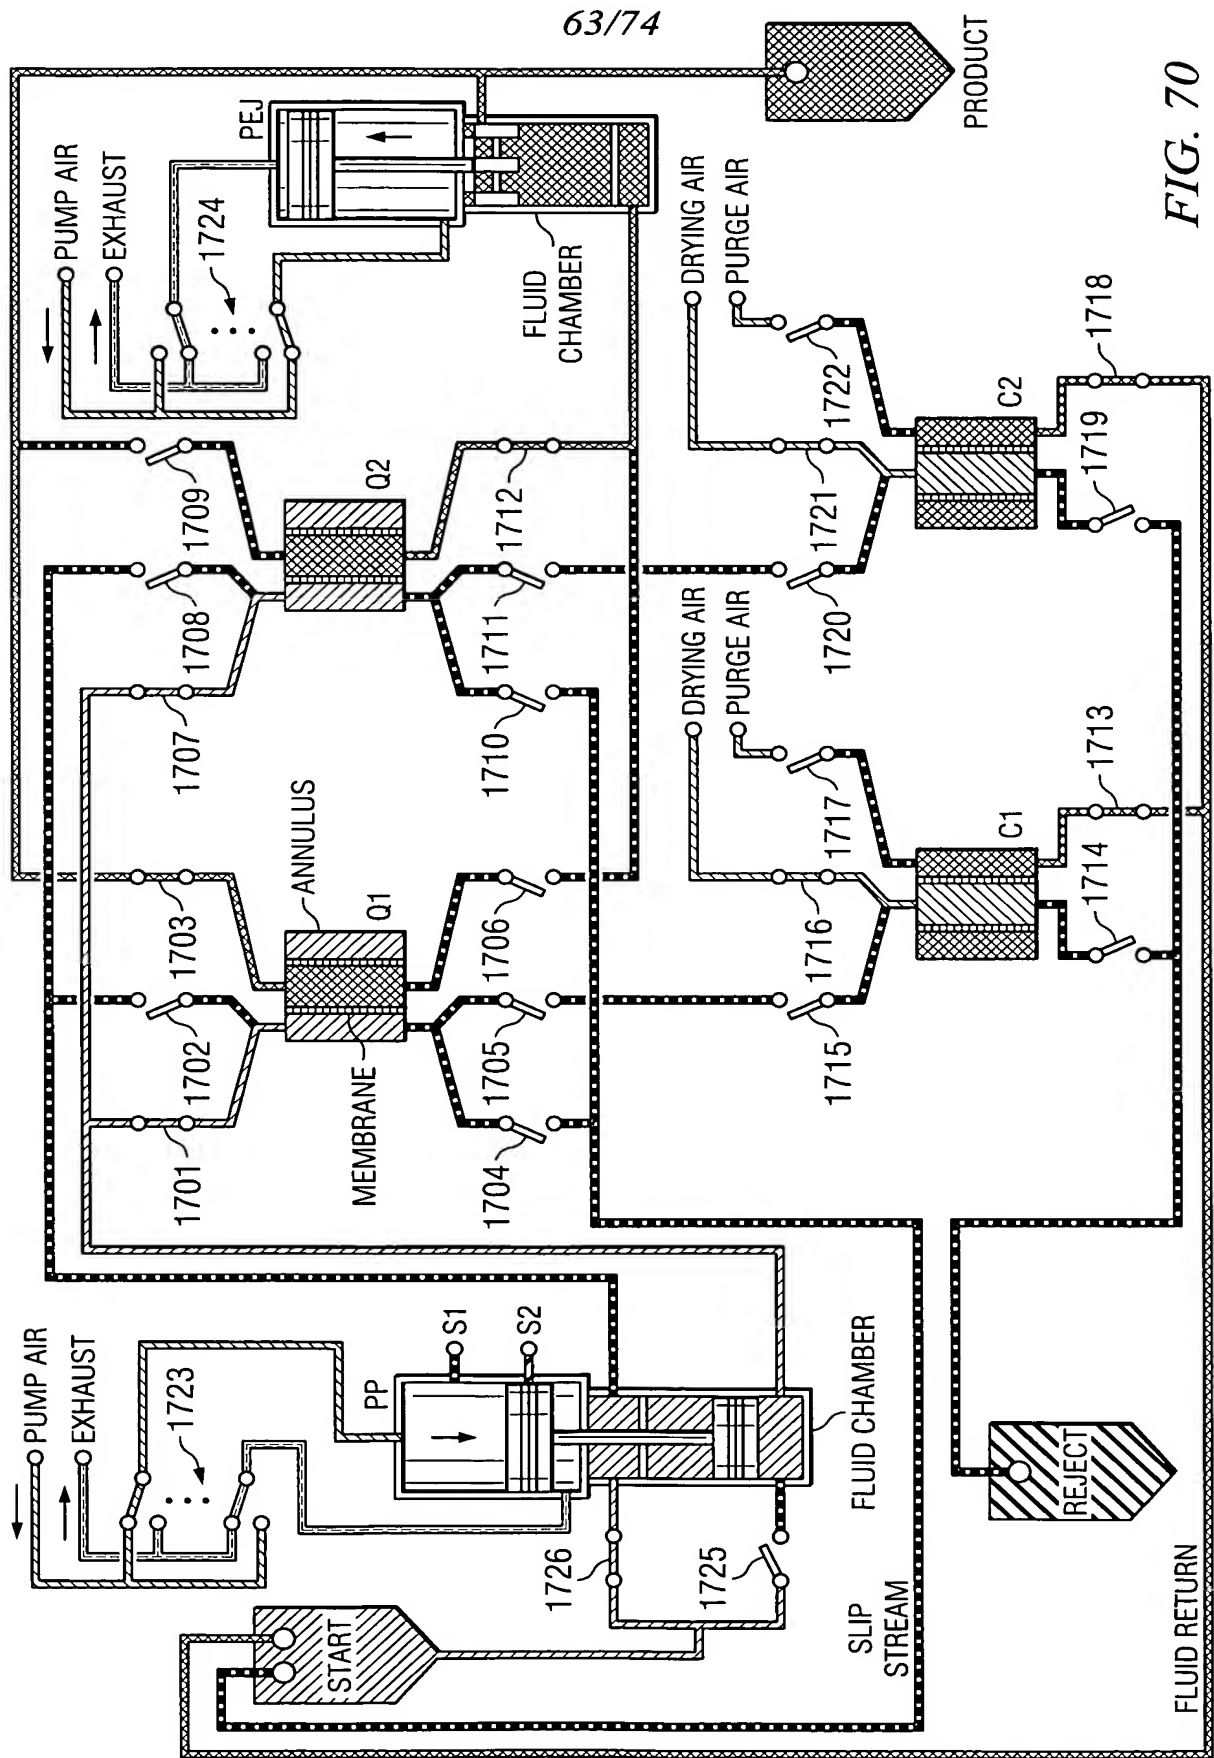 63/74
PUMP AIR
EXHAUST
1724
PEJ
FLUID
CHAMBER
PRODUCT
1709
1708
1707
Q2
1712
1711
1710
DRYING AIR
PURGE AIR
1722
1721
1720
C2
1718
1719
1703
1702
1701
ANNULUS
Q1
MEMBRANE
1706
1705
1704
DRYING AIR
PURGE AIR
1717
1716
1715
C1
1713
1714
PUMP AIR
EXHAUST
1723
PP
S1
S2
FLUID CHAMBER
1726
1725
START
SLIP
STREAM
REJECT
FLUID RETURN
FIG. 70